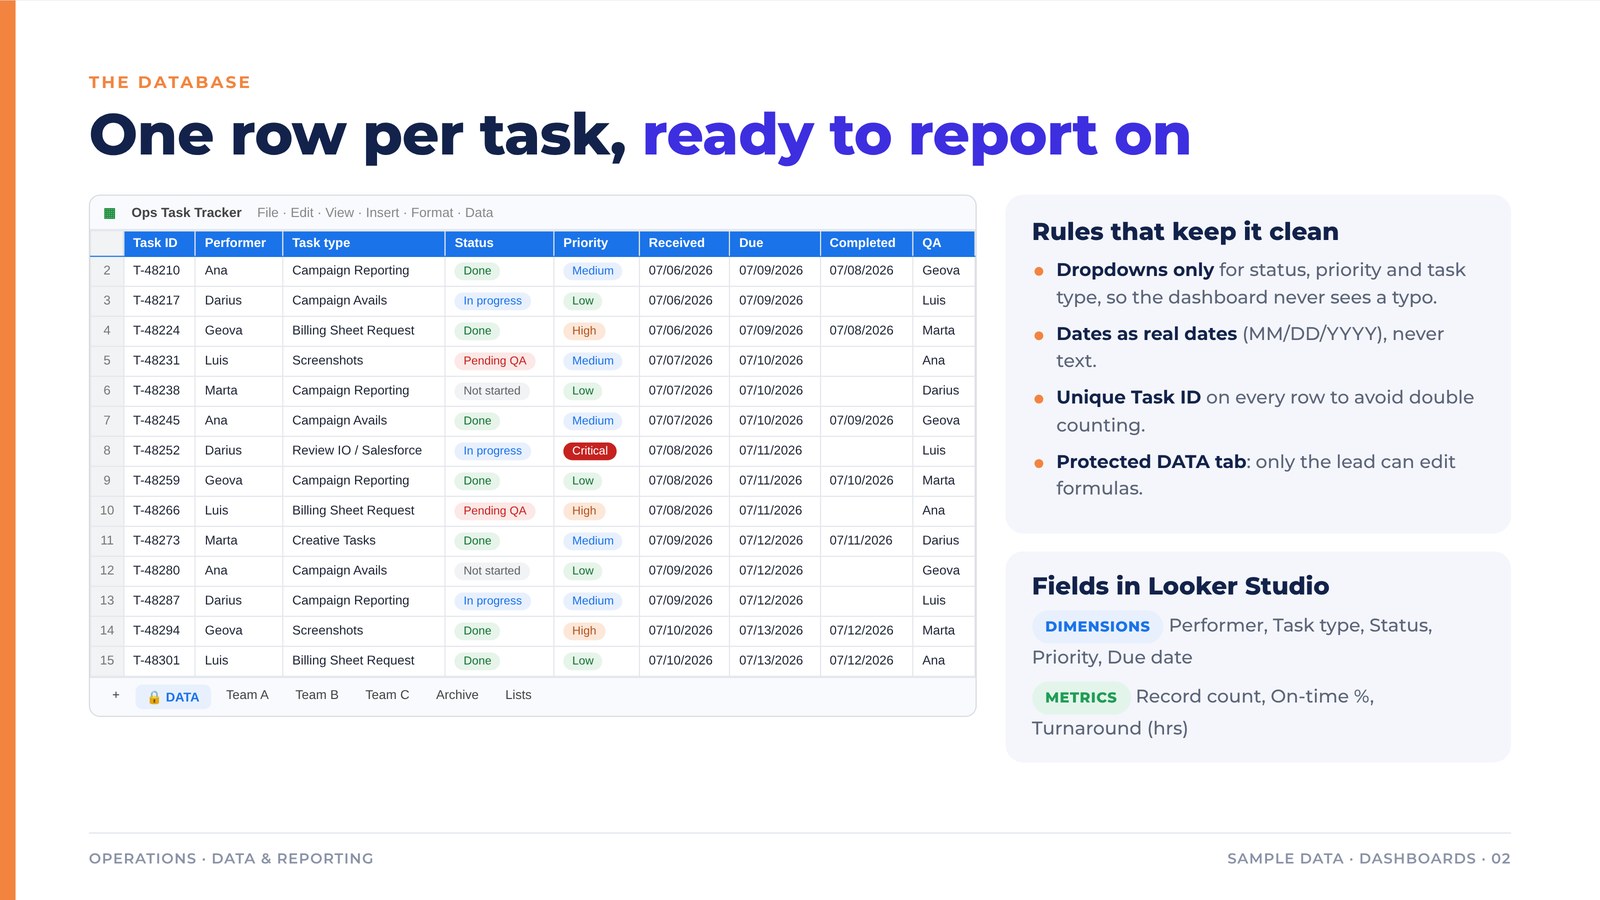 THE DATABASE
One row per task, ready to report on
Ops Task Tracker File · Edit · View · Insert · Format · Data
Task ID Performer Task type Status Priority Received Due Completed QA
2 T-48210 Ana Campaign Reporting Done Medium 07/06/2026 07/09/2026 07/08/2026 Geova
3 T-48217 Darius Campaign Avails In progress Low 07/06/2026 07/09/2026 Luis
4 T-48224 Geova Billing Sheet Request Done High 07/06/2026 07/09/2026 07/08/2026 Marta
5 T-48231 Luis Screenshots Pending QA Medium 07/07/2026 07/10/2026 Ana
6 T-48238 Marta Campaign Reporting Not started Low 07/07/2026 07/10/2026 Darius
7 T-48245 Ana Campaign Avails Done Medium 07/07/2026 07/10/2026 07/09/2026 Geova
8 T-48252 Darius Review IO / Salesforce In progress Critical 07/08/2026 07/11/2026 Luis
9 T-48259 Geova Campaign Reporting Done Low 07/08/2026 07/11/2026 07/10/2026 Marta
10 T-48266 Luis Billing Sheet Request Pending QA High 07/08/2026 07/11/2026 Ana
11 T-48273 Marta Creative Tasks Done Medium 07/09/2026 07/12/2026 07/11/2026 Darius
12 T-48280 Ana Campaign Avails Not started Low 07/09/2026 07/12/2026 Geova
13 T-48287 Darius Campaign Reporting In progress Medium 07/09/2026 07/12/2026 Luis
14 T-48294 Geova Screenshots Done High 07/10/2026 07/13/2026 07/12/2026 Marta
15 T-48301 Luis Billing Sheet Request Done Low 07/10/2026 07/13/2026 07/12/2026 Ana
+ 🔒 DATA Team A Team B Team C Archive Lists
Rules that keep it clean
Dropdowns only for status, priority and task
type, so the dashboard never sees a typo.
Dates as real dates (MM/DD/YYYY), never
text.
Unique Task ID on every row to avoid double
counting.
Protected DATA tab: only the lead can edit
formulas.
Fields in Looker Studio
DIMENSIONS Performer, Task type, Status,
Priority, Due date
METRICS Record count, On-time %,
Turnaround (hrs)
OPERATIONS · DATA & REPORTING
SAMPLE DATA · DASHBOARDS · 02